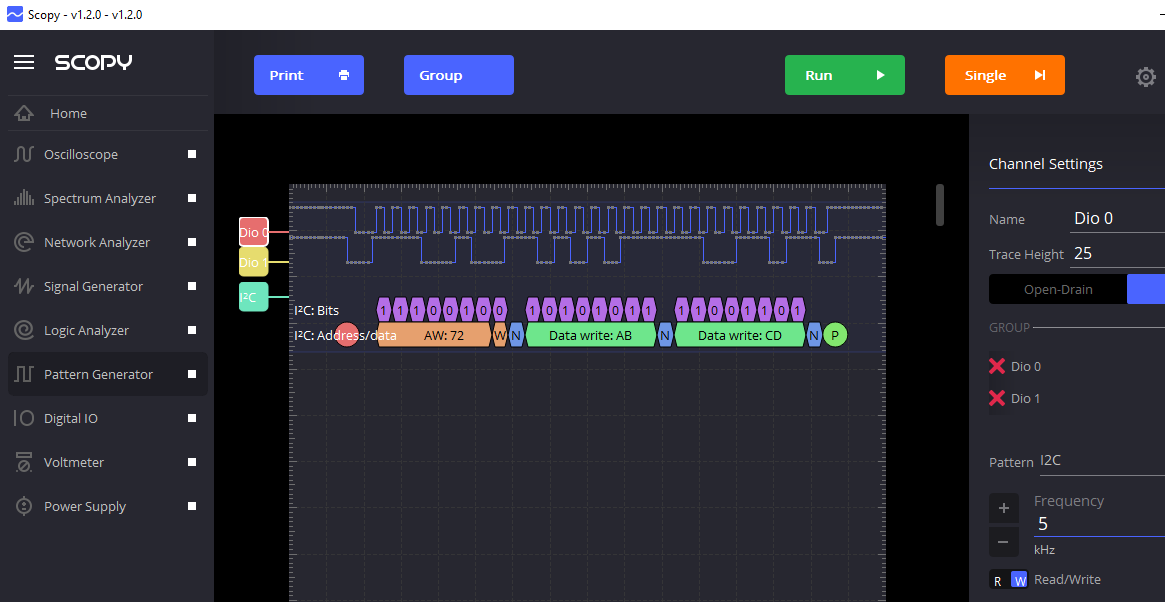 Scopy - v1.2.0 - v1.2.0
SCOPY
Print
Group
Run
Single
Home
Oscilloscope
Spectrum Analyzer
Network Analyzer
Signal Generator
Logic Analyzer
Pattern Generator
Digital IO
Voltmeter
Power Supply
Dio 0
Dio 1
I²C
I²C: Bits
1 1 1 0 0 1 0 0 1 0 1 0 1 0 1 1 1 1 0 0 1 1 0 1
I²C: Address/data
AW: 72 W N Data write: AB N Data write: CD N P
Channel Settings
Name Dio 0
Trace Height 25
Open-Drain
GROUP
Dio 0
Dio 1
Pattern I2C
+ Frequency
5
− kHz
R W Read/Write